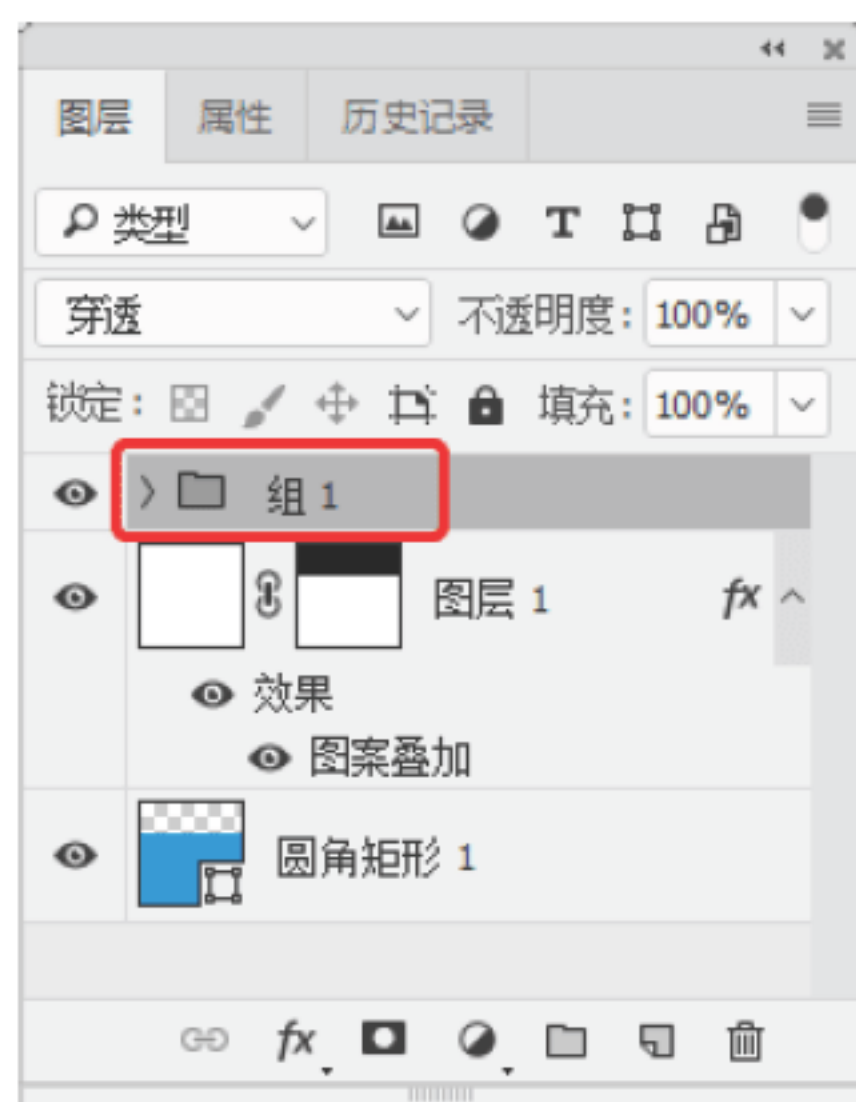 图层 属性 历史记录
类型 T
穿透 不透明度: 100%
锁定: 填充: 100%
组 1
图层 1 fx
效果
图案叠加
圆角矩形 1
fx